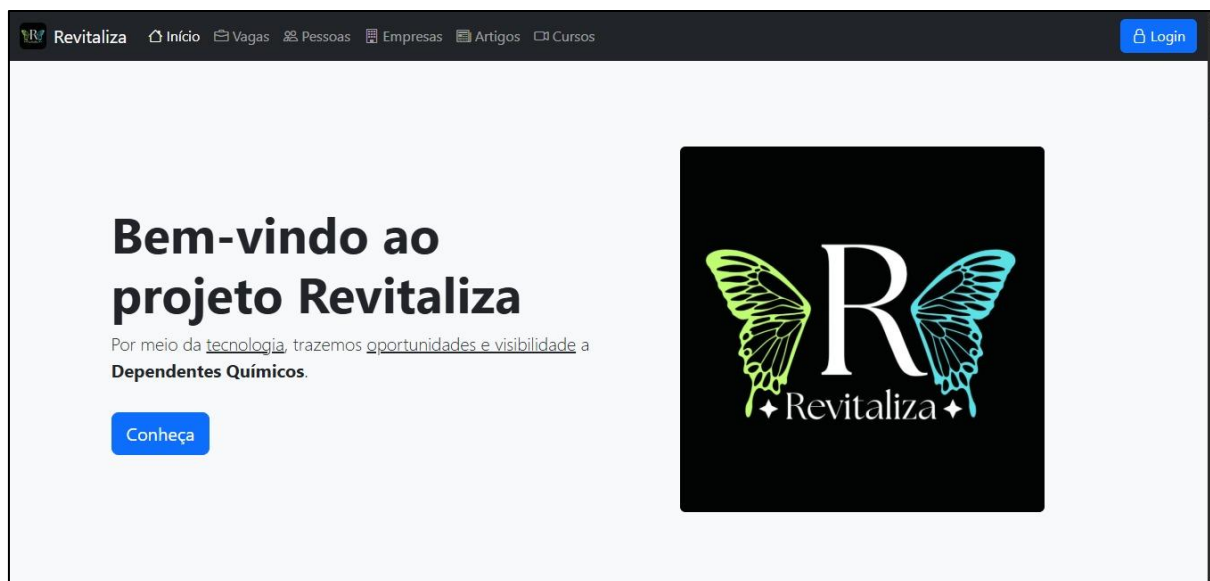 Revitaliza Início Vagas Pessoas Empresas Artigos Cursos Login
Bem-vindo ao
projeto Revitaliza
Por meio da tecnologia, trazemos oportunidades e visibilidade a
Dependentes Químicos.
Conheça
R
Revitaliza